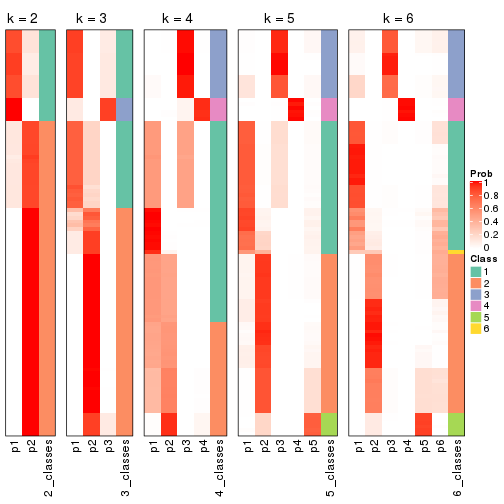 k = 2
k = 3
k = 4
k = 5
k = 6
p1
p2
2_classes
p1
p2
p3
3_classes
p1
p2
p3
p4
4_classes
p1
p2
p3
p4
p5
5_classes
p1
p2
p3
p4
p5
p6
6_classes
Prob
1
0.8
0.6
0.4
0.2
0
Class
1
2
3
4
5
6